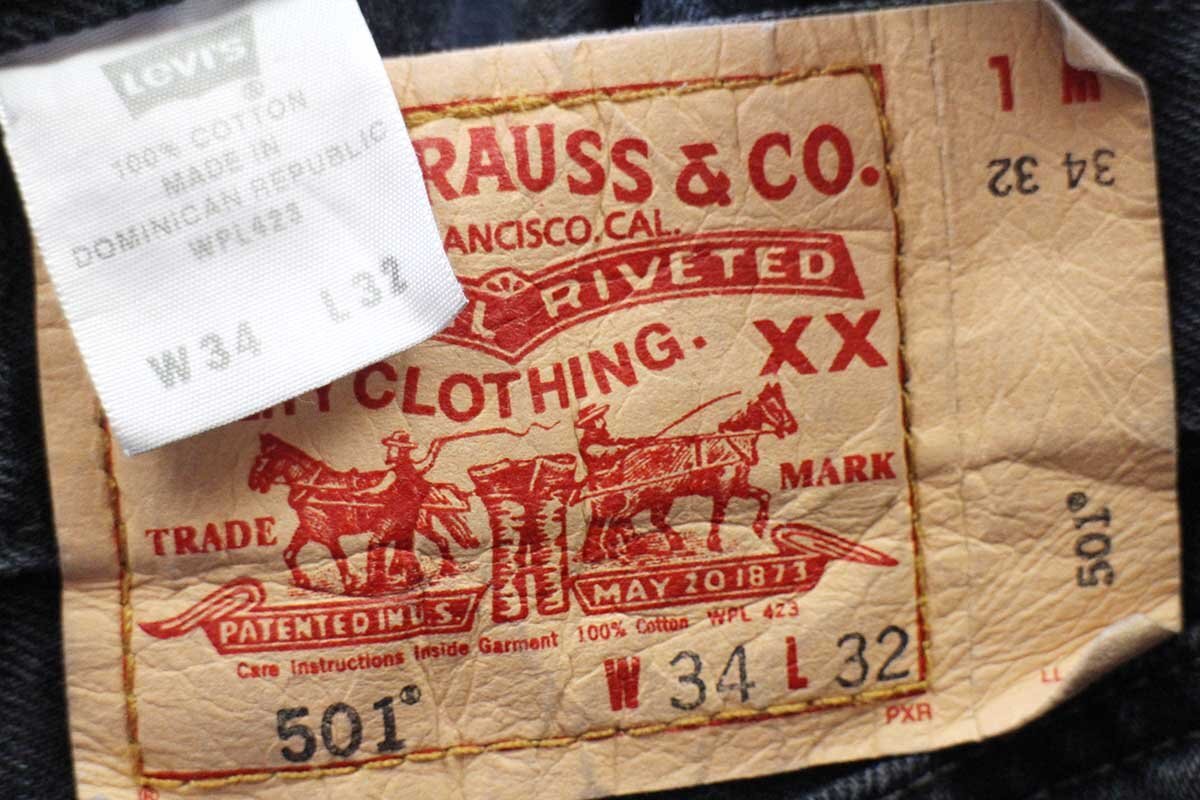 LEVI'S
®
100% COTTON
MADE IN
DOMINICAN REPUBLIC
WPL423
W34 L32
RAUSS & CO.
ANCISCO. CAL.
L RIVETED
ITY CLOTHING. XX
TRADE MARK
PATENTED IN U.S. MAY 20 1873
Care Instructions Inside Garment 100% Cotton WPL 423
501® W 34 L 32
PXR
®
34 32
501®
LL